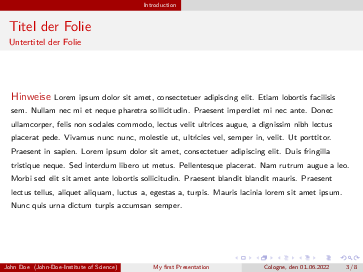 Introduction
Titel der Folie
Untertitel der Folie
Hinweise Lorem ipsum dolor sit amet, consectetuer adipiscing elit. Etiam lobortis facilisis
sem. Nullam nec mi et neque pharetra sollicitudin. Praesent imperdiet mi nec ante. Donec
ullamcorper, felis non sodales commodo, lectus velit ultrices augue, a dignissim nibh lectus
placerat pede. Vivamus nunc nunc, molestie ut, ultricies vel, semper in, velit. Ut porttitor.
Praesent in sapien. Lorem ipsum dolor sit amet, consectetuer adipiscing elit. Duis fringilla
tristique neque. Sed interdum libero ut metus. Pellentesque placerat. Nam rutrum augue a leo.
Morbi sed elit sit amet ante lobortis sollicitudin. Praesent blandit blandit mauris. Praesent
lectus tellus, aliquet aliquam, luctus a, egestas a, turpis. Mauris lacinia lorem sit amet ipsum.
Nunc quis urna dictum turpis accumsan semper.
John Doe (John-Doe-Institute of Science) My first Presentation Cologne, den 01.06.2022 3 / 6